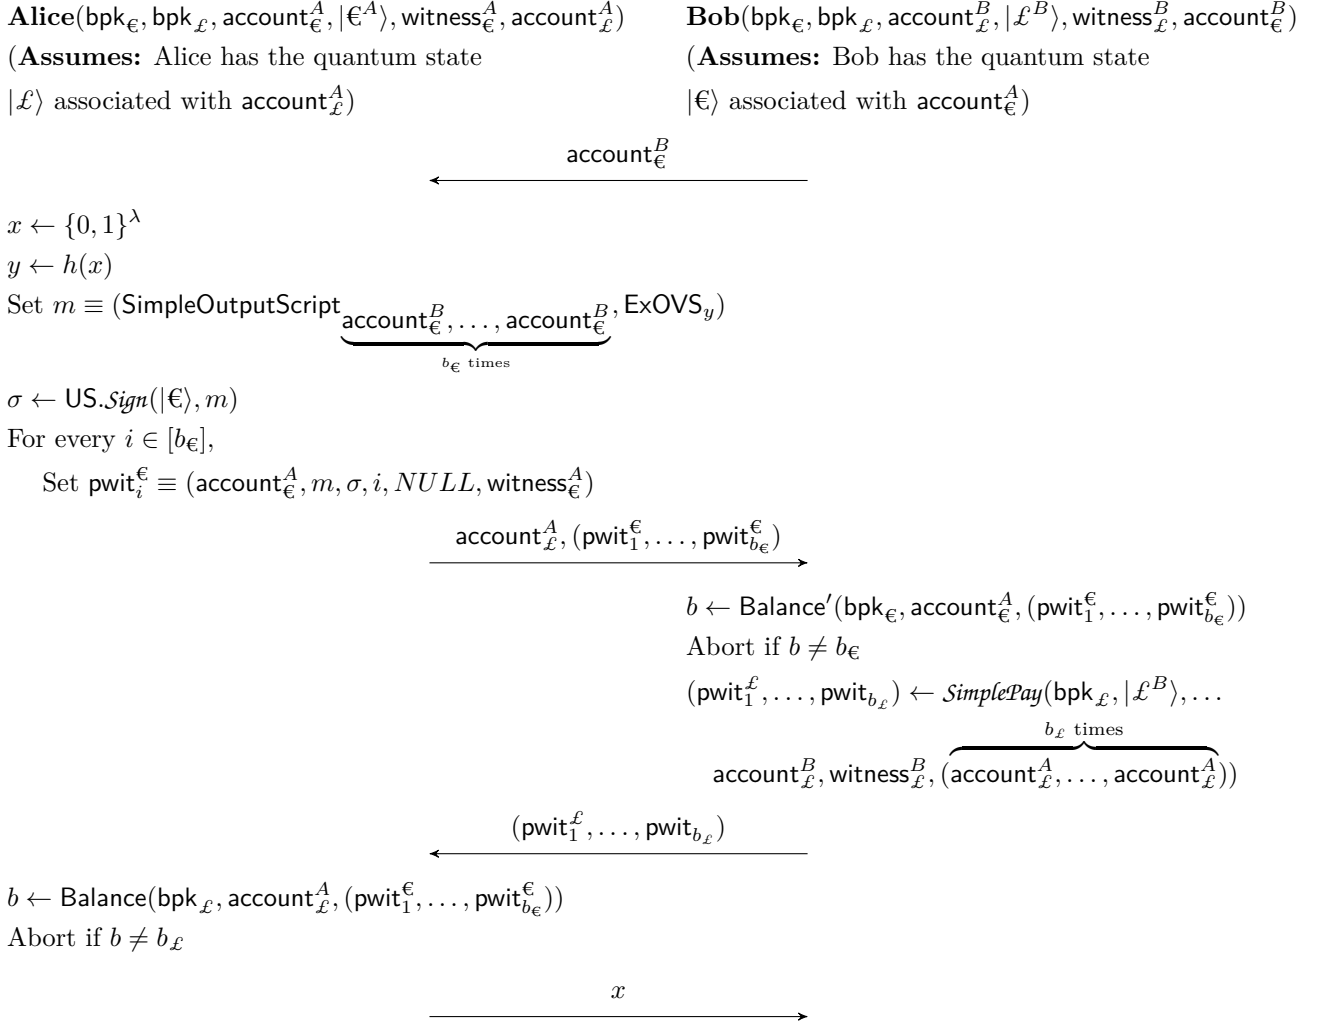 Alice(bpk_€, bpk_£, account^A_€, |€^A⟩, witness^A_€, account^A_£)
Bob(bpk_€, bpk_£, account^B_£, |£^B⟩, witness^B_£, account^B_€)
(Assumes: Alice has the quantum state
(Assumes: Bob has the quantum state
|£⟩ associated with account^A_£)
|€⟩ associated with account^A_€)
account^B_€
x ← {0, 1}^λ
y ← h(x)
Set m ≡ (SimpleOutputScript_{account^B_€, . . . , account^B_€}, ExOVS_y)
b_€ times
σ ← US.Sign(|€⟩, m)
For every i ∈ [b_€],
Set pwit^€_i ≡ (account^A_€, m, σ, i, NULL, witness^A_€)
account^A_£, (pwit^€_1, . . . , pwit^€_{b_€})
b ← Balance′(bpk_€, account^A_€, (pwit^€_1, . . . , pwit^€_{b_€}))
Abort if b ≠ b_€
(pwit^£_1, . . . , pwit_{b_£}) ← SimplePay(bpk_£, |£^B⟩, . . .
b_£ times
account^B_£, witness^B_£, (account^A_£, . . . , account^A_£))
(pwit^£_1, . . . , pwit_{b_£})
b ← Balance(bpk_£, account^A_£, (pwit^€_1, . . . , pwit^€_{b_€}))
Abort if b ≠ b_£
x